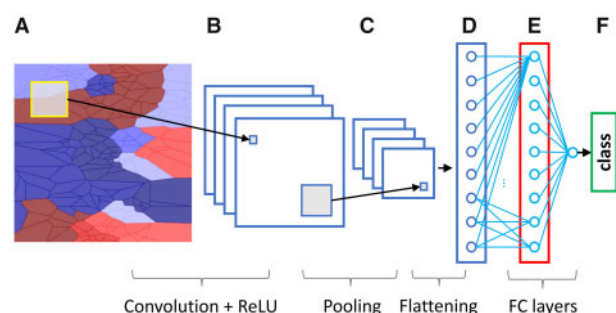 A B C D E F
...
class
Convolution + ReLU Pooling Flattening FC layers